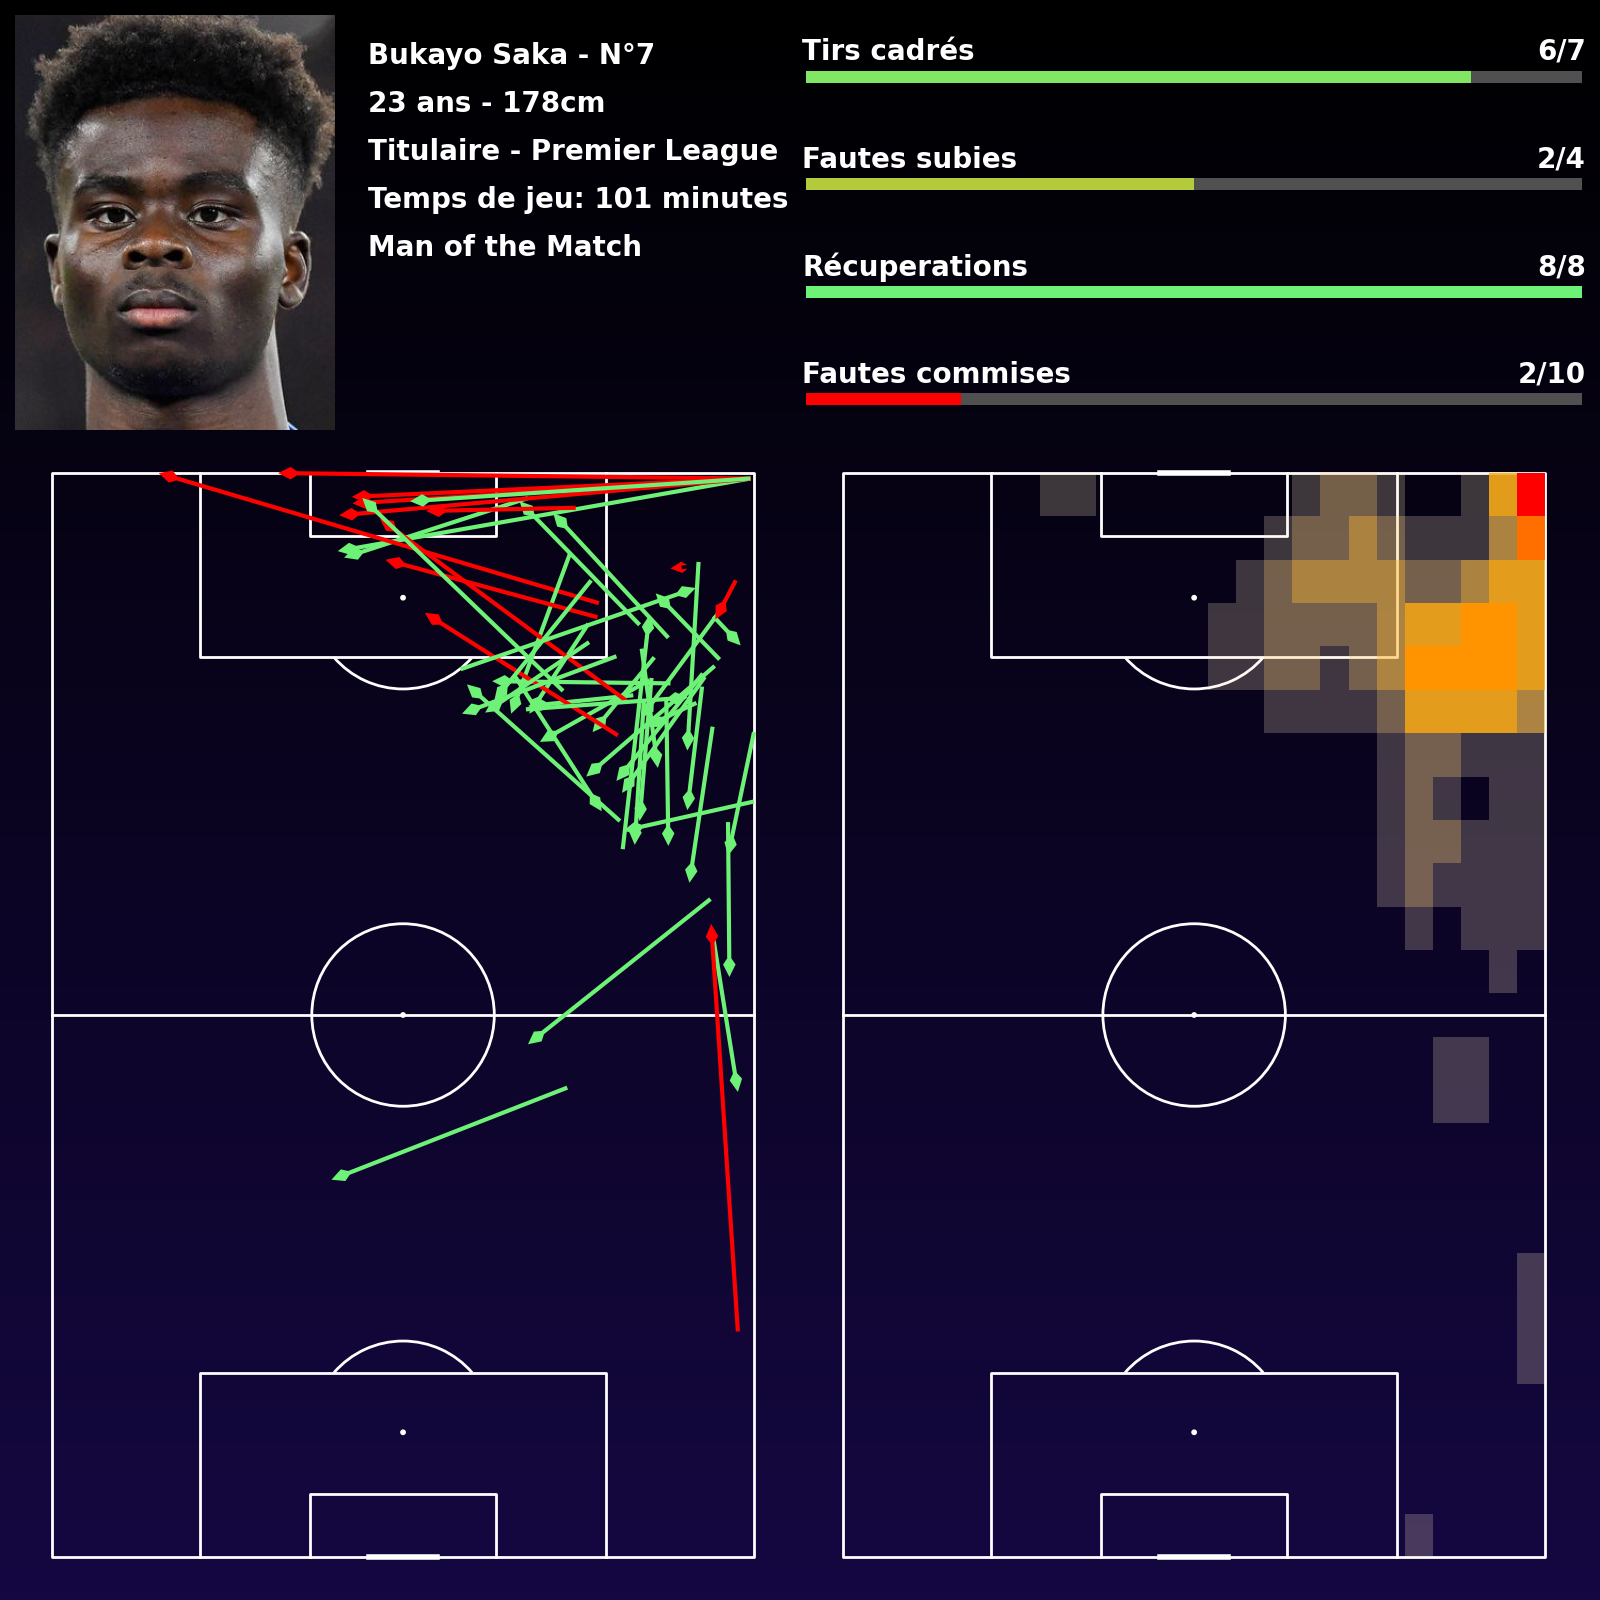 Bukayo Saka - N°7
23 ans - 178cm
Titulaire - Premier League
Temps de jeu: 101 minutes
Man of the Match
Tirs cadrés 6/7
Fautes subies 2/4
Récuperations 8/8
Fautes commises 2/10